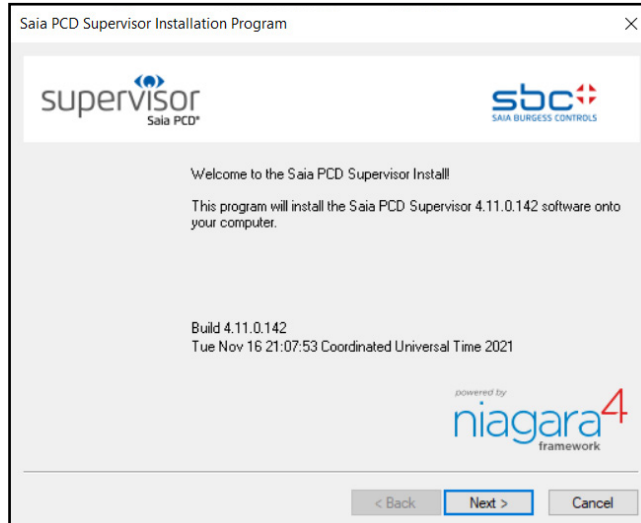 Saia PCD Supervisor Installation Program
supervisor
Saia PCD®
sbc
SAIA BURGESS CONTROLS
Welcome to the Saia PCD Supervisor Install!
This program will install the Saia PCD Supervisor 4.11.0.142 software onto
your computer.
Build 4.11.0.142
Tue Nov 16 21:07:53 Coordinated Universal Time 2021
powered by
niagara4
framework
< Back Next > Cancel